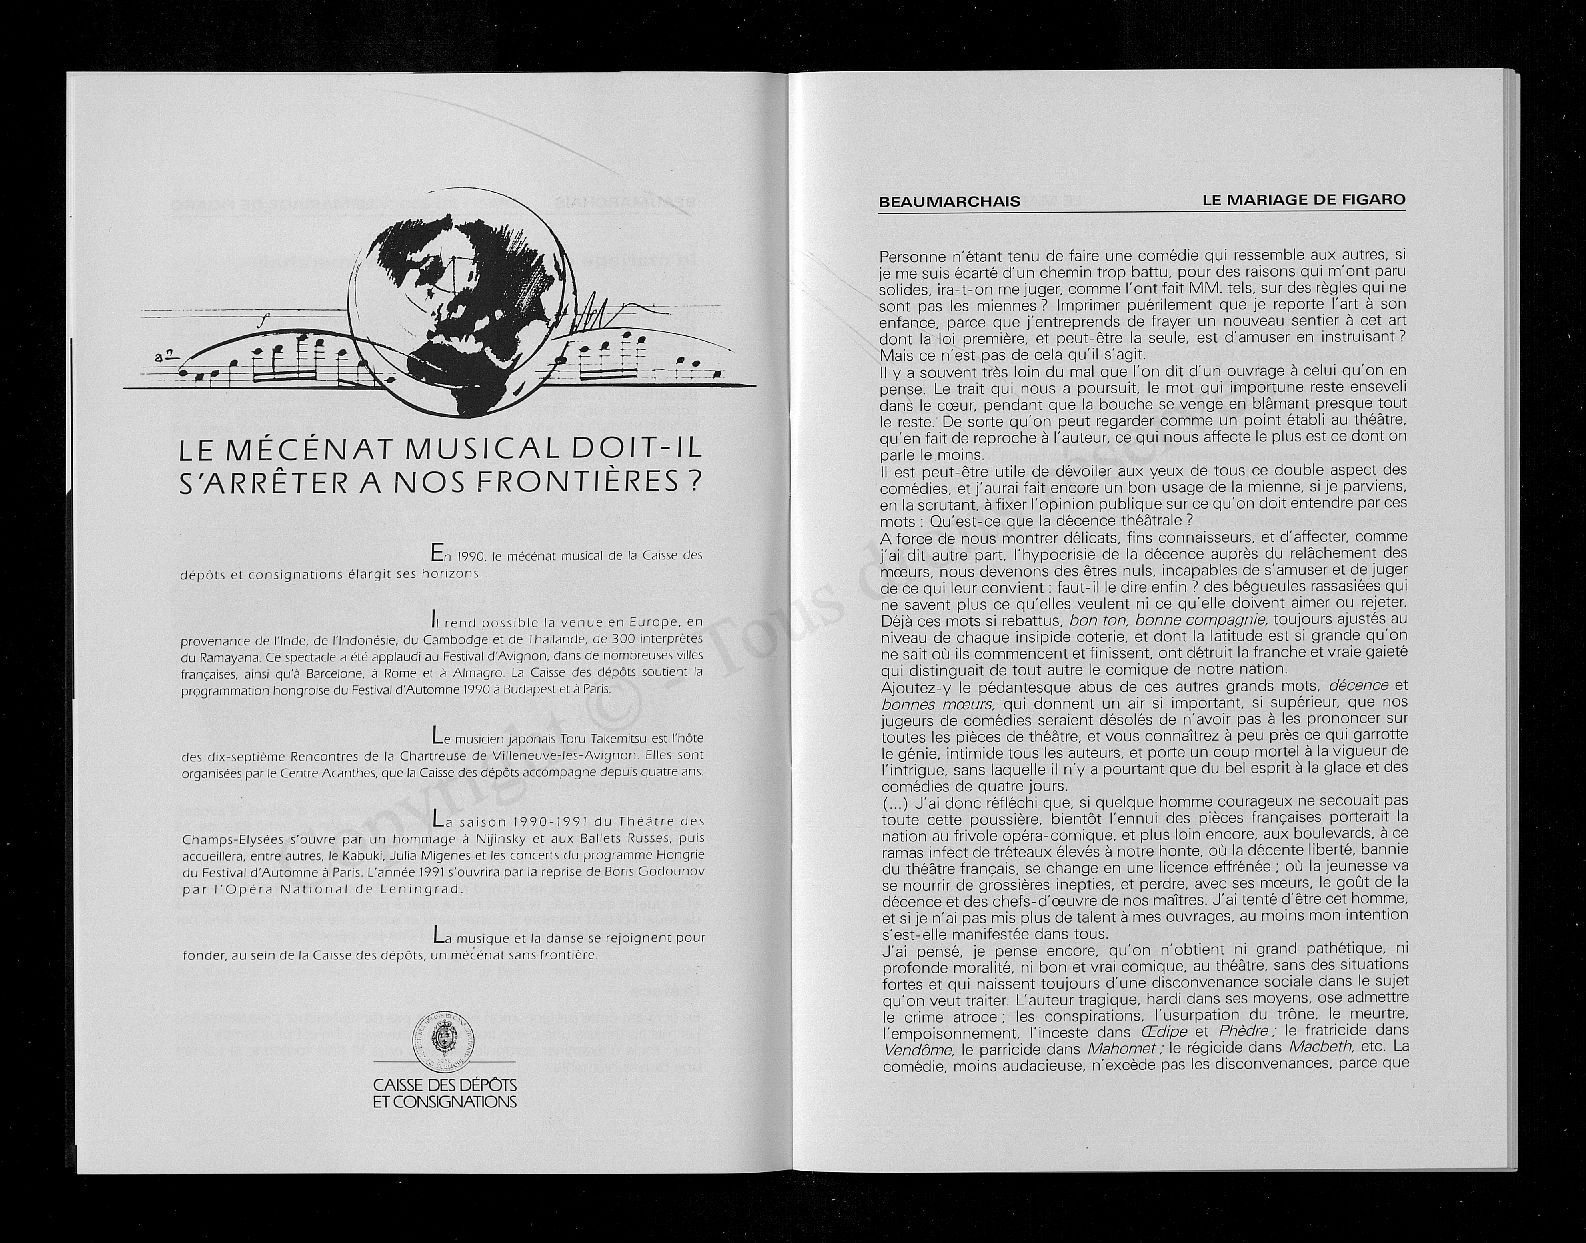 LE MÉCÉNAT MUSICAL DOIT-IL
S'ARRÊTER A NOS FRONTIÈRES ?
En 1990, le mécénat musical de la Caisse des
dépôts et consignations élargit ses horizons.
Il rend possible la venue en Europe, en
provenance de l'Inde, de l'Indonésie, du Cambodge et de Thaïlande, de 300 interprètes
du Ramayana. Ce spectacle a été applaudi au Festival d'Avignon, dans de nombreuses villes
françaises, ainsi qu'à Barcelone, à Rome et à Almagro. La Caisse des dépôts soutient la
programmation hongroise du Festival d'Automne 1990 à Budapest et à Paris.
Le musicien japonais Toru Takemitsu est l'hôte
des dix-septième Rencontres de la Chartreuse de Villeneuve-les-Avignon. Elles sont
organisées par le Centre Acanthes, que la Caisse des dépôts accompagne depuis quatre ans.
La saison 1990-1991 du Théâtre des
Champs-Elysées s'ouvre par un hommage à Nijinsky et aux Ballets Russes, puis
accueillera, entre autres, le Kabuki, Julia Migenes et les concerts du programme Hongrie
du Festival d'Automne à Paris. L'année 1991 s'ouvrira par la reprise de Boris Godounov
par l'Opéra National de Leningrad.
La musique et la danse se rejoignent pour
fonder, au sein de la Caisse des dépôts, un mécénat sans frontière.
CAISSE DES DÉPÔTS
ET CONSIGNATIONS
BEAUMARCHAIS LE MARIAGE DE FIGARO
Personne n'étant tenu de faire une comédie qui ressemble aux autres, si
je me suis écarté d'un chemin trop battu, pour des raisons qui m'ont paru
solides, ira-t-on me juger, comme l'ont fait MM. tels, sur des règles qui ne
sont pas les miennes ? Imprimer puérilement que je reporte l'art à son
enfance, parce que j'entreprends de frayer un nouveau sentier à cet art
dont la loi première, et peut-être la seule, est d'amuser en instruisant ?
Mais ce n'est pas de cela qu'il s'agit.
Il y a souvent très loin du mal que l'on dit d'un ouvrage à celui qu'on en
pense. Le trait qui nous a poursuit, le mot qui importune reste enseveli
dans le cœur, pendant que la bouche se venge en blâmant presque tout
le reste. De sorte qu'on peut regarder comme un point établi au théâtre,
qu'en fait de reproche à l'auteur, ce qui nous affecte le plus est ce dont on
parle le moins.
Il est peut-être utile de dévoiler aux yeux de tous ce double aspect des
comédies, et j'aurai fait encore un bon usage de la mienne, si je parviens,
en la scrutant, à fixer l'opinion publique sur ce qu'on doit entendre par ces
mots : Qu'est-ce que la décence théâtrale ?
A force de nous montrer délicats, fins connaisseurs, et d'affecter, comme
j'ai dit autre part, l'hypocrisie de la décence auprès du relâchement des
mœurs, nous devenons des êtres nuls, incapables de s'amuser et de juger
de ce qui leur convient : faut-il le dire enfin ? des bégueules rassasiées qui
ne savent plus ce qu'elles veulent ni ce qu'elle doivent aimer ou rejeter.
Déjà ces mots si rebattus, bon ton, bonne compagnie, toujours ajustés au
niveau de chaque insipide coterie, et dont la latitude est si grande qu'on
ne sait où ils commencent et finissent, ont détruit la franche et vraie gaieté
qui distinguait de tout autre le comique de notre nation.
Ajoutez-y le pédantesque abus de ces autres grands mots, décence et
bonnes mœurs, qui donnent un air si important, si supérieur, que nos
jugeurs de comédies seraient désolés de n'avoir pas à les prononcer sur
toutes les pièces de théâtre, et vous connaîtrez à peu près ce qui garrotte
le génie, intimide tous les auteurs, et porte un coup mortel à la vigueur de
l'intrigue, sans laquelle il n'y a pourtant que du bel esprit à la glace et des
comédies de quatre jours.
(...) J'ai donc réfléchi que, si quelque homme courageux ne secouait pas
toute cette poussière, bientôt l'ennui des pièces françaises porterait la
nation au frivole opéra-comique, et plus loin encore, aux boulevards, à ce
ramas infect de tréteaux élevés à notre honte, où la décente liberté, bannie
du théâtre français, se change en une licence effrénée ; où la jeunesse va
se nourrir de grossières inepties, et perdre, avec ses mœurs, le goût de la
décence et des chefs-d'œuvre de nos maîtres. J'ai tenté d'être cet homme,
et si je n'ai pas mis plus de talent à mes ouvrages, au moins mon intention
s'est-elle manifestée dans tous.
J'ai pensé, je pense encore, qu'on n'obtient ni grand pathétique, ni
profonde moralité, ni bon et vrai comique, au théâtre, sans des situations
fortes et qui naissent toujours d'une disconvenance sociale dans le sujet
qu'on veut traiter. L'auteur tragique, hardi dans ses moyens, ose admettre
le crime atroce ; les conspirations, l'usurpation du trône, le meurtre,
l'empoisonnement, l'inceste dans Œdipe et Phèdre ; le fratricide dans
Vendôme, le parricide dans Mahomet ; le régicide dans Macbeth, etc. La
comédie, moins audacieuse, n'excède pas les disconvenances, parce que